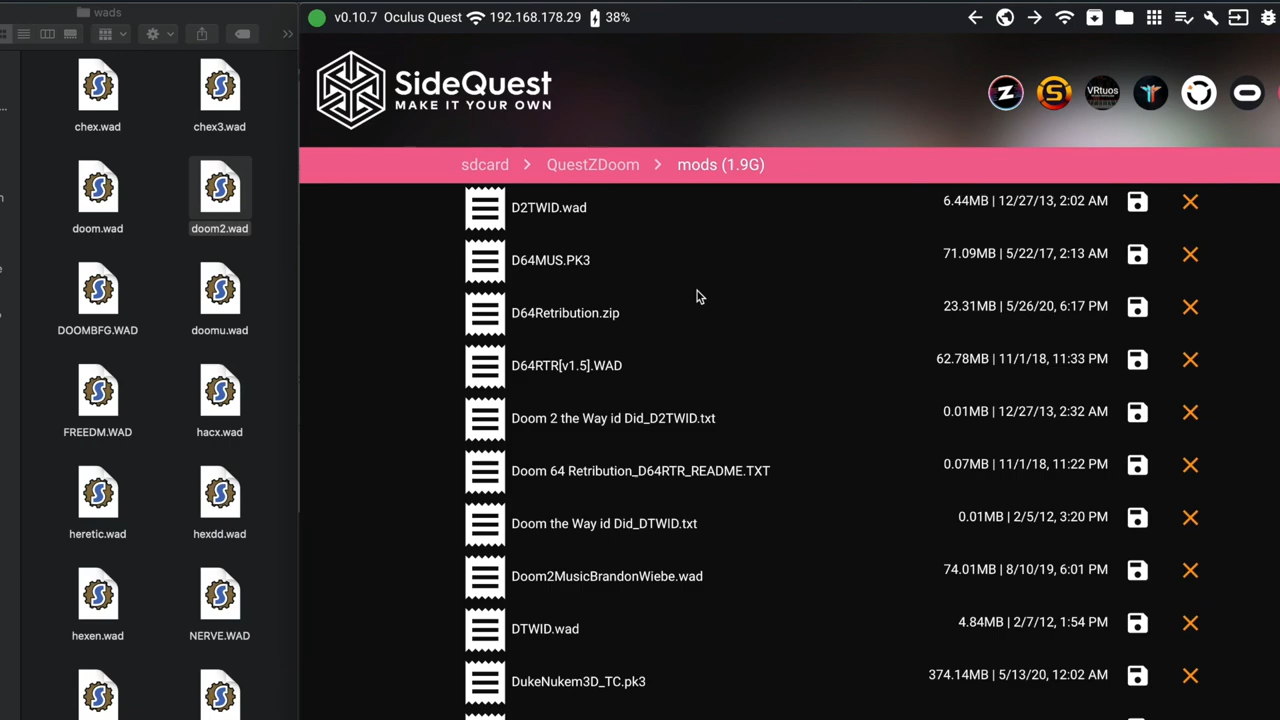 wads
chex.wad
chex3.wad
doom.wad
doom2.wad
DOOMBFG.WAD
doomu.wad
FREEDM.WAD
hacx.wad
heretic.wad
hexdd.wad
hexen.wad
NERVE.WAD
v0.10.7 Oculus Quest 192.168.178.29 38%
SideQuest
MAKE IT YOUR OWN
VRtuos
sdcard > QuestZDoom > mods (1.9G)
D2TWID.wad 6.44MB | 12/27/13, 2:02 AM
D64MUS.PK3 71.09MB | 5/22/17, 2:13 AM
D64Retribution.zip 23.31MB | 5/26/20, 6:17 PM
D64RTR[v1.5].WAD 62.78MB | 11/1/18, 11:33 PM
Doom 2 the Way id Did_D2TWID.txt 0.01MB | 12/27/13, 2:32 AM
Doom 64 Retribution_D64RTR_README.TXT 0.07MB | 11/1/18, 11:22 PM
Doom the Way id Did_DTWID.txt 0.01MB | 2/5/12, 3:20 PM
Doom2MusicBrandonWiebe.wad 74.01MB | 8/10/19, 6:01 PM
DTWID.wad 4.84MB | 2/7/12, 1:54 PM
DukeNukem3D_TC.pk3 374.14MB | 5/13/20, 12:02 AM